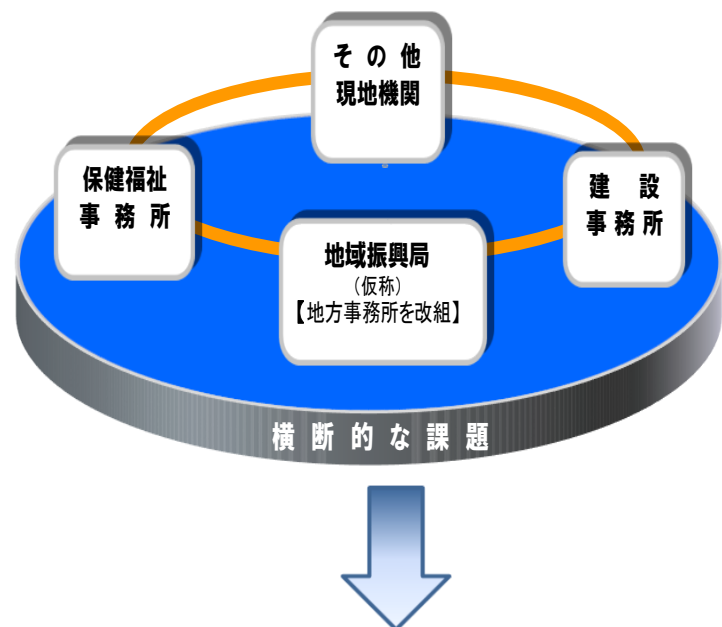 その他
現地機関
保健福祉
事務所
建設
事務所
地域振興局
（仮称）
【地方事務所を改組】
横断的な課題